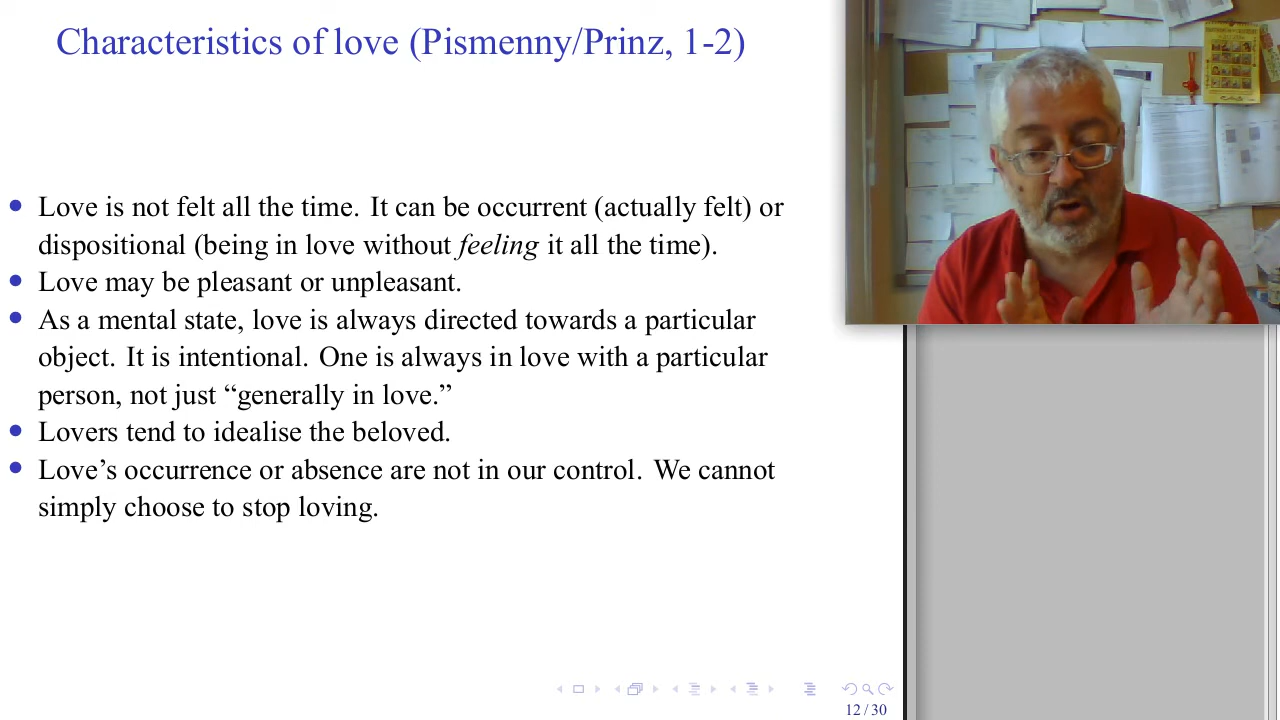 Characteristics of love (Pismenny/Prinz, 1-2)
Love is not felt all the time. It can be occurrent (actually felt) or
dispositional (being in love without feeling it all the time).
Love may be pleasant or unpleasant.
As a mental state, love is always directed towards a particular
object. It is intentional. One is always in love with a particular
person, not just “generally in love.”
Lovers tend to idealise the beloved.
Love’s occurrence or absence are not in our control. We cannot
simply choose to stop loving.
12 / 30